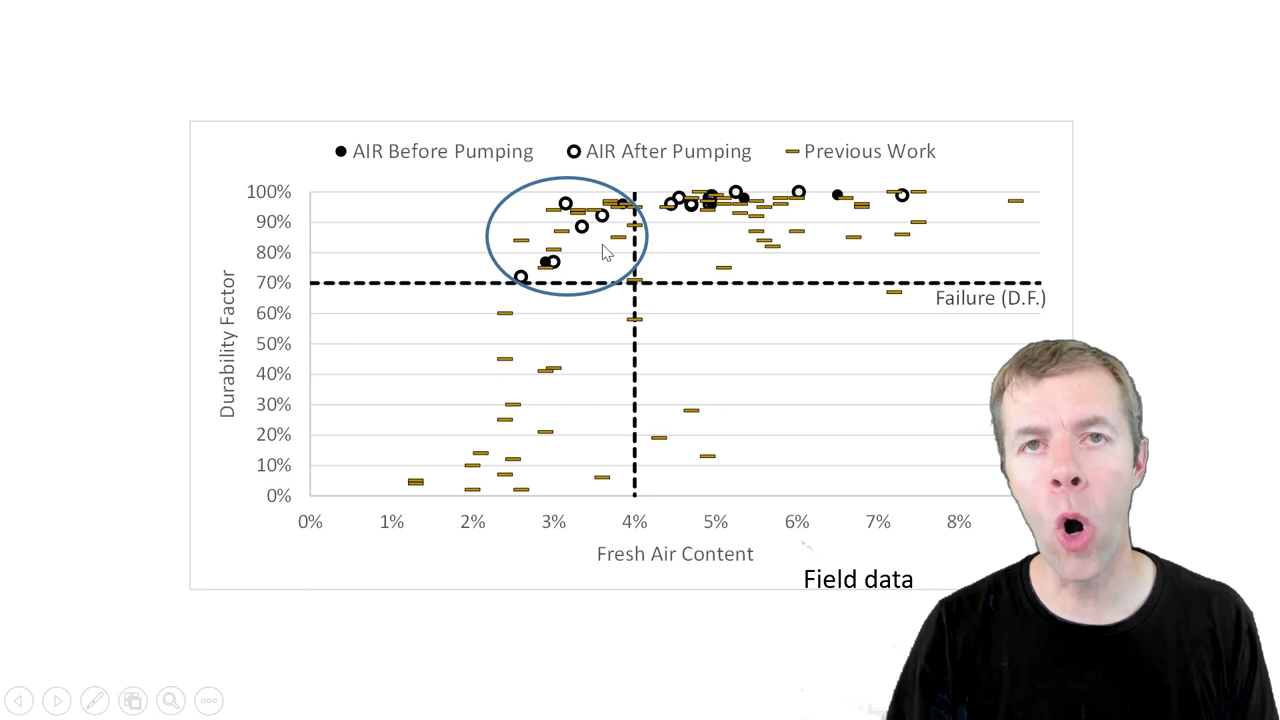 AIR Before Pumping AIR After Pumping Previous Work
100%
90%
80%
70%
60%
50%
40%
30%
20%
10%
0%
Durability Factor
Failure (D.F.)
0% 1% 2% 3% 4% 5% 6% 7% 8%
Fresh Air Content
Field data